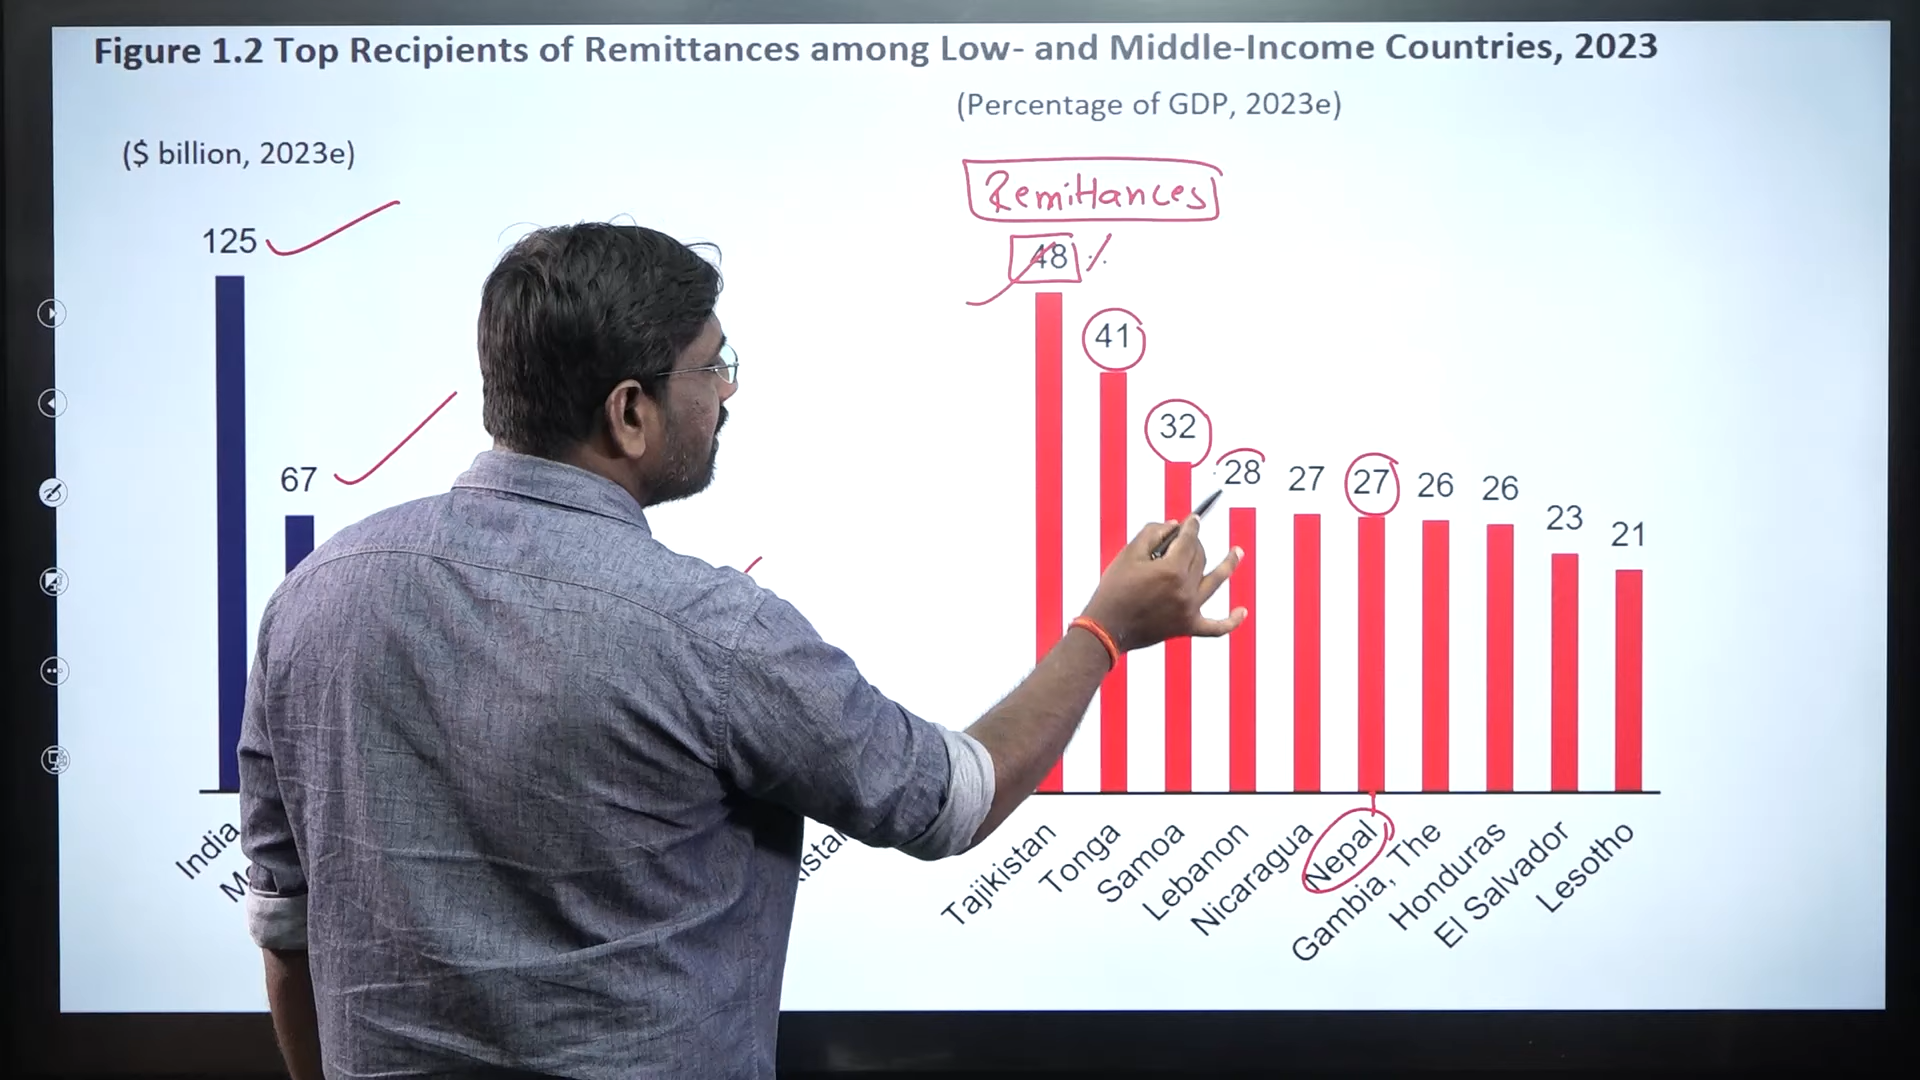 Figure 1.2 Top Recipients of Remittances among Low- and Middle-Income Countries, 2023
(Percentage of GDP, 2023e)
($ billion, 2023e)
Remittances
125
48 %
41
32
67
28
27
27
26
26
23
21
India
Tajikistan
Tonga
Samoa
Lebanon
Nicaragua
Nepal
Gambia, The
Honduras
El Salvador
Lesotho